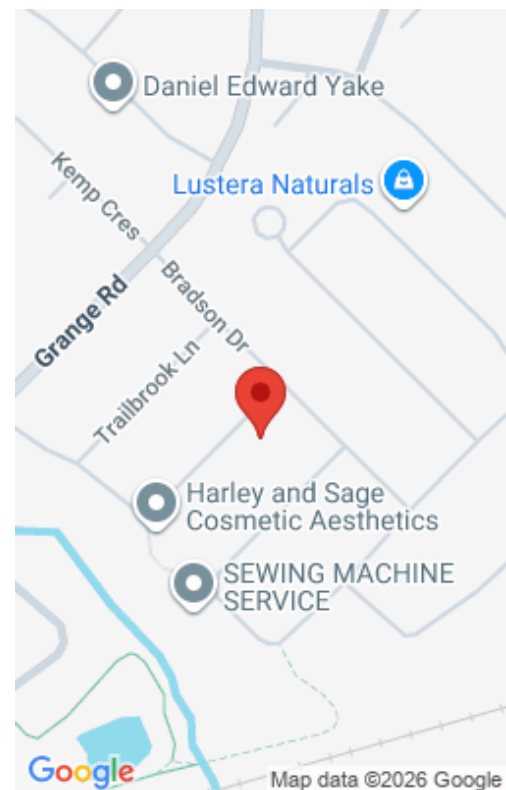 Daniel Edward Yake
Kemp Cres
Lustera Naturals
Bradson Dr
Grange Rd
Trailbrook Ln
Harley and Sage
Cosmetic Aesthetics
SEWING MACHINE
SERVICE
Google
Map data ©2026 Google